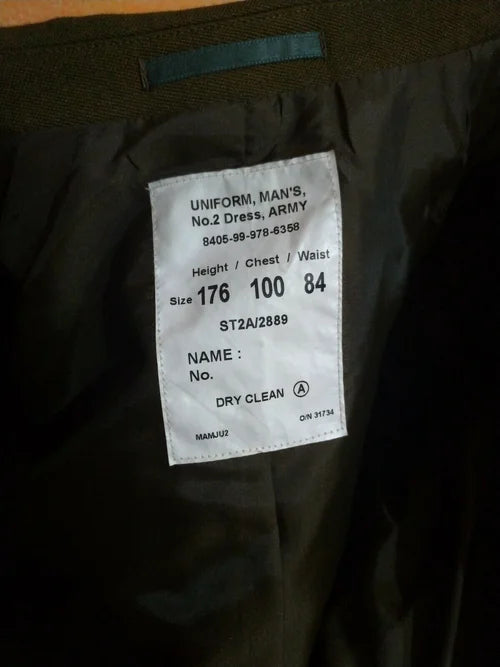 UNIFORM, MAN'S,
No.2 Dress, ARMY
8405-99-978-6358
Height / Chest / Waist
Size 176 100 84
ST2A/2889
NAME :
No.
DRY CLEAN Ⓐ
O/N 31734
MAMJU2